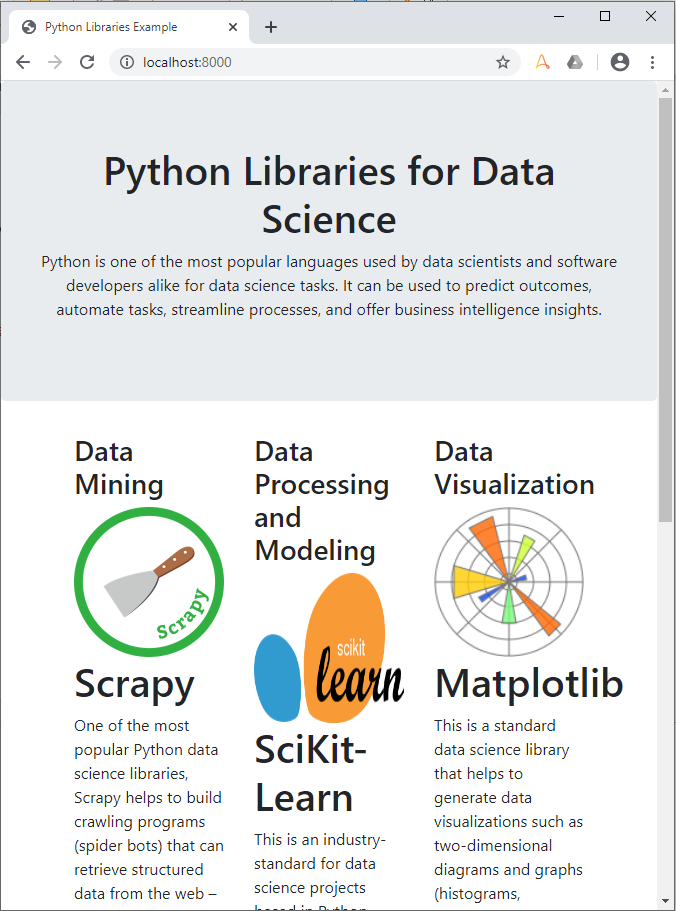 Python Libraries Example
localhost:8000
Python Libraries for Data
Science
Python is one of the most popular languages used by data scientists and software
developers alike for data science tasks. It can be used to predict outcomes,
automate tasks, streamline processes, and offer business intelligence insights.
Data
Mining
Scrapy
Scrapy
One of the most
popular Python data
science libraries,
Scrapy helps to build
crawling programs
(spider bots) that can
retrieve structured
data from the web –
Data
Processing
and
Modeling
scikit
learn
SciKit-
Learn
This is an industry-
standard for data
science projects
based in Python
Data
Visualization
Matplotlib
This is a standard
data science library
that helps to
generate data
visualizations such as
two-dimensional
diagrams and graphs
(histograms,